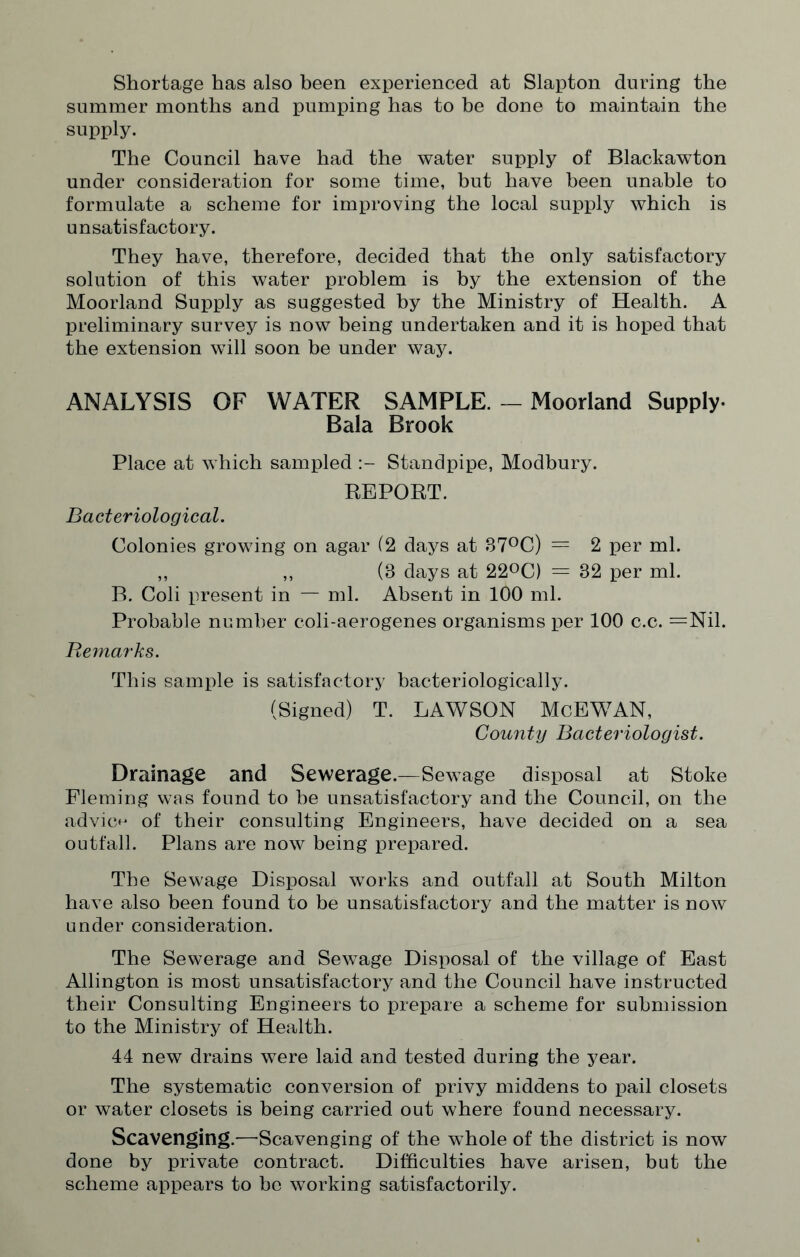 Shortage has also been experienced at Slapton during the
summer months and pumping has to be done to maintain the
supply.
The Council have had the water supply of Blackawton
under consideration for some time, but have been unable to
formulate a scheme for improving the local supply which is
unsatisfactory.
They have, therefore, decided that the only satisfactory
solution of this water problem is by the extension of the
Moorland Supply as suggested by the Ministry of Health. A
preliminary survey is now being undertaken and it is hoped that
the extension will soon be under way.
ANALYSIS OF WATER SAMPLE. — Moorland Supply-
Bala Brook
Place at which sampled :- Standpipe, Modbury.
REPORT.
Bacteriological.
Colonies growing on agar (2 days at 37ºC) = 2 per ml.
,, ,, (3 days at 22ºC) = 32 per ml.
B. Coli present in — ml. Absent in 100 ml.
Probable number coli-aerogenes organisms per 100 c.c. =Nil.
Remarks.
This sample is satisfactory bacteriologically.
(Signed) T. LAWSON McEWAN,
County Bacteriologist.
Drainage and Sewerage.—Sewage disposal at Stoke
Fleming was found to be unsatisfactory and the Council, on the
advice of their consulting Engineers, have decided on a sea
outfall. Plans are now being prepared.
The Sewage Disposal works and outfall at South Milton
have also been found to be unsatisfactory and the matter is now
under consideration.
The Sewerage and Sewage Disposal of the village of East
Allington is most unsatisfactory and the Council have instructed
their Consulting Engineers to prepare a scheme for submission
to the Ministry of Health.
44 new drains were laid and tested during the year.
The systematic conversion of privy middens to pail closets
or water closets is being carried out where found necessary.
Scavenging.—Scavenging of the whole of the district is now
done by private contract. Difficulties have arisen, but the
scheme appears to be working satisfactorily.